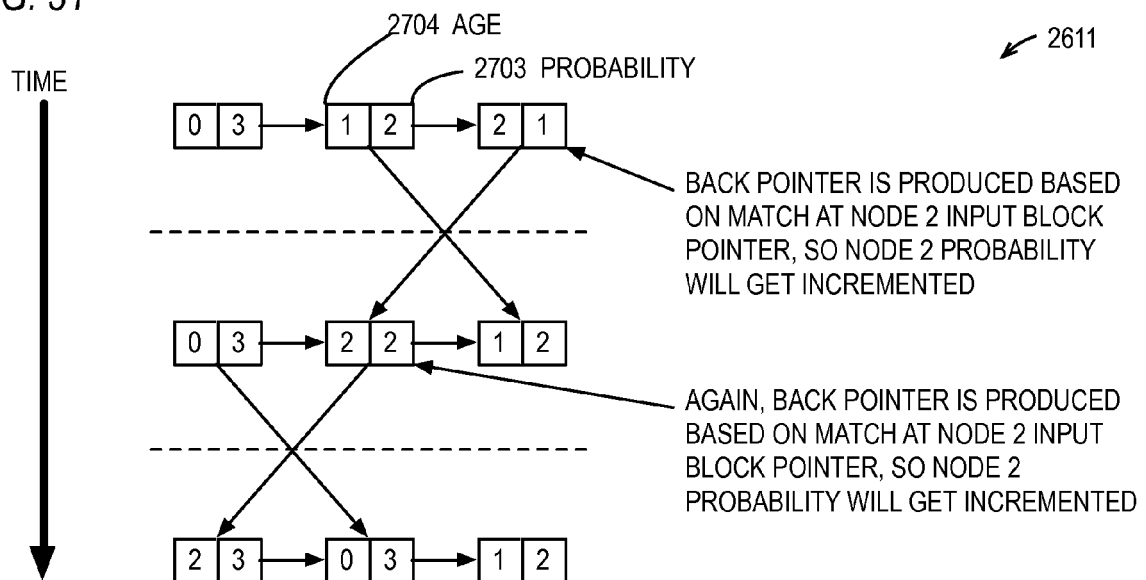 G. 31
2704 AGE
2611
TIME
2703 PROBABILITY
0 3 1 2 2 1
BACK POINTER IS PRODUCED BASED
ON MATCH AT NODE 2 INPUT BLOCK
POINTER, SO NODE 2 PROBABILITY
WILL GET INCREMENTED
0 3 2 2 1 2
AGAIN, BACK POINTER IS PRODUCED
BASED ON MATCH AT NODE 2 INPUT
BLOCK POINTER, SO NODE 2
PROBABILITY WILL GET INCREMENTED
2 3 0 3 1 2